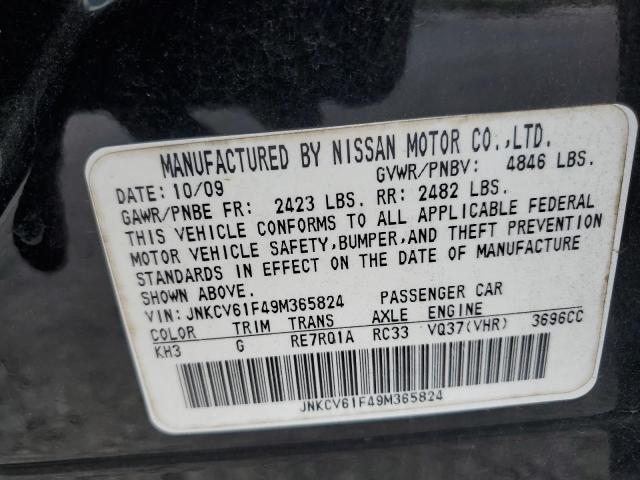 MANUFACTURED BY NISSAN MOTOR CO.,LTD.
DATE: 10/09 GVWR/PNBV: 4846 LBS.
GAWR/PNBE FR: 2423 LBS. RR: 2482 LBS.
THIS VEHICLE CONFORMS TO ALL APPLICABLE FEDERAL
MOTOR VEHICLE SAFETY,BUMPER,AND THEFT PREVENTION
STANDARDS IN EFFECT ON THE DATE OF MANUFACTURE
SHOWN ABOVE.
VIN: JNKCV61F49M365824 PASSENGER CAR
COLOR TRIM TRANS AXLE ENGINE
KH3 G RE7RQ1A RC33 VQ37(VHR) 3696CC
JNKCV61F49M365824